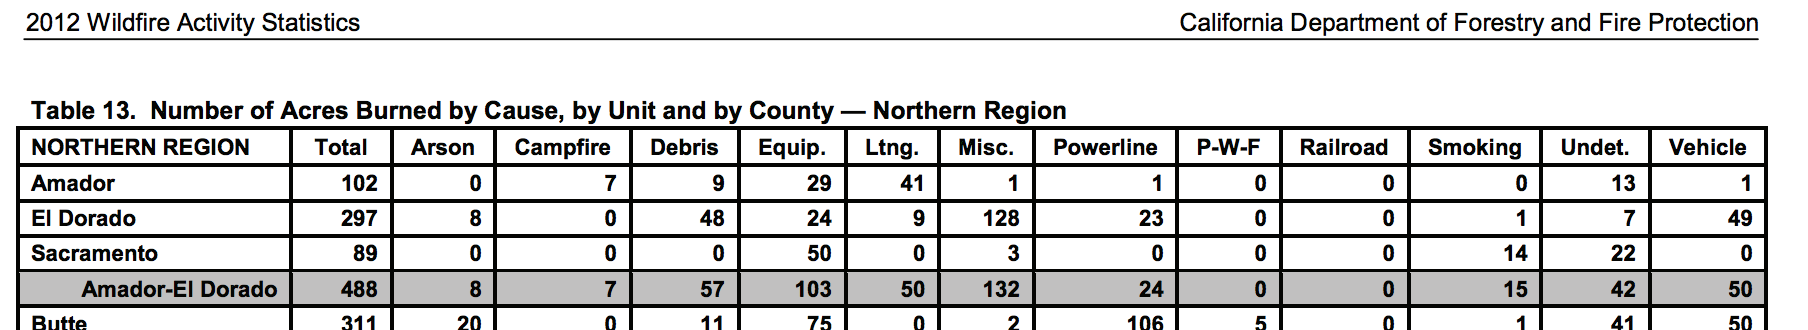 2012 Wildfire Activity Statistics California Department of Forestry and Fire Protection
Table 13. Number of Acres Burned by Cause, by Unit and by County — Northern Region
NORTHERN REGION Total Arson Campfire Debris Equip. Ltng. Misc. Powerline P-W-F Railroad Smoking Undet. Vehicle
Amador 102 0 7 9 29 41 1 1 0 0 0 13 1
El Dorado 297 8 0 48 24 9 128 23 0 0 1 7 49
Sacramento 89 0 0 0 50 0 3 0 0 0 14 22 0
Amador-El Dorado 488 8 7 57 103 50 132 24 0 0 15 42 50
Butte 311 20 0 11 75 0 2 106 5 0 1 41 50